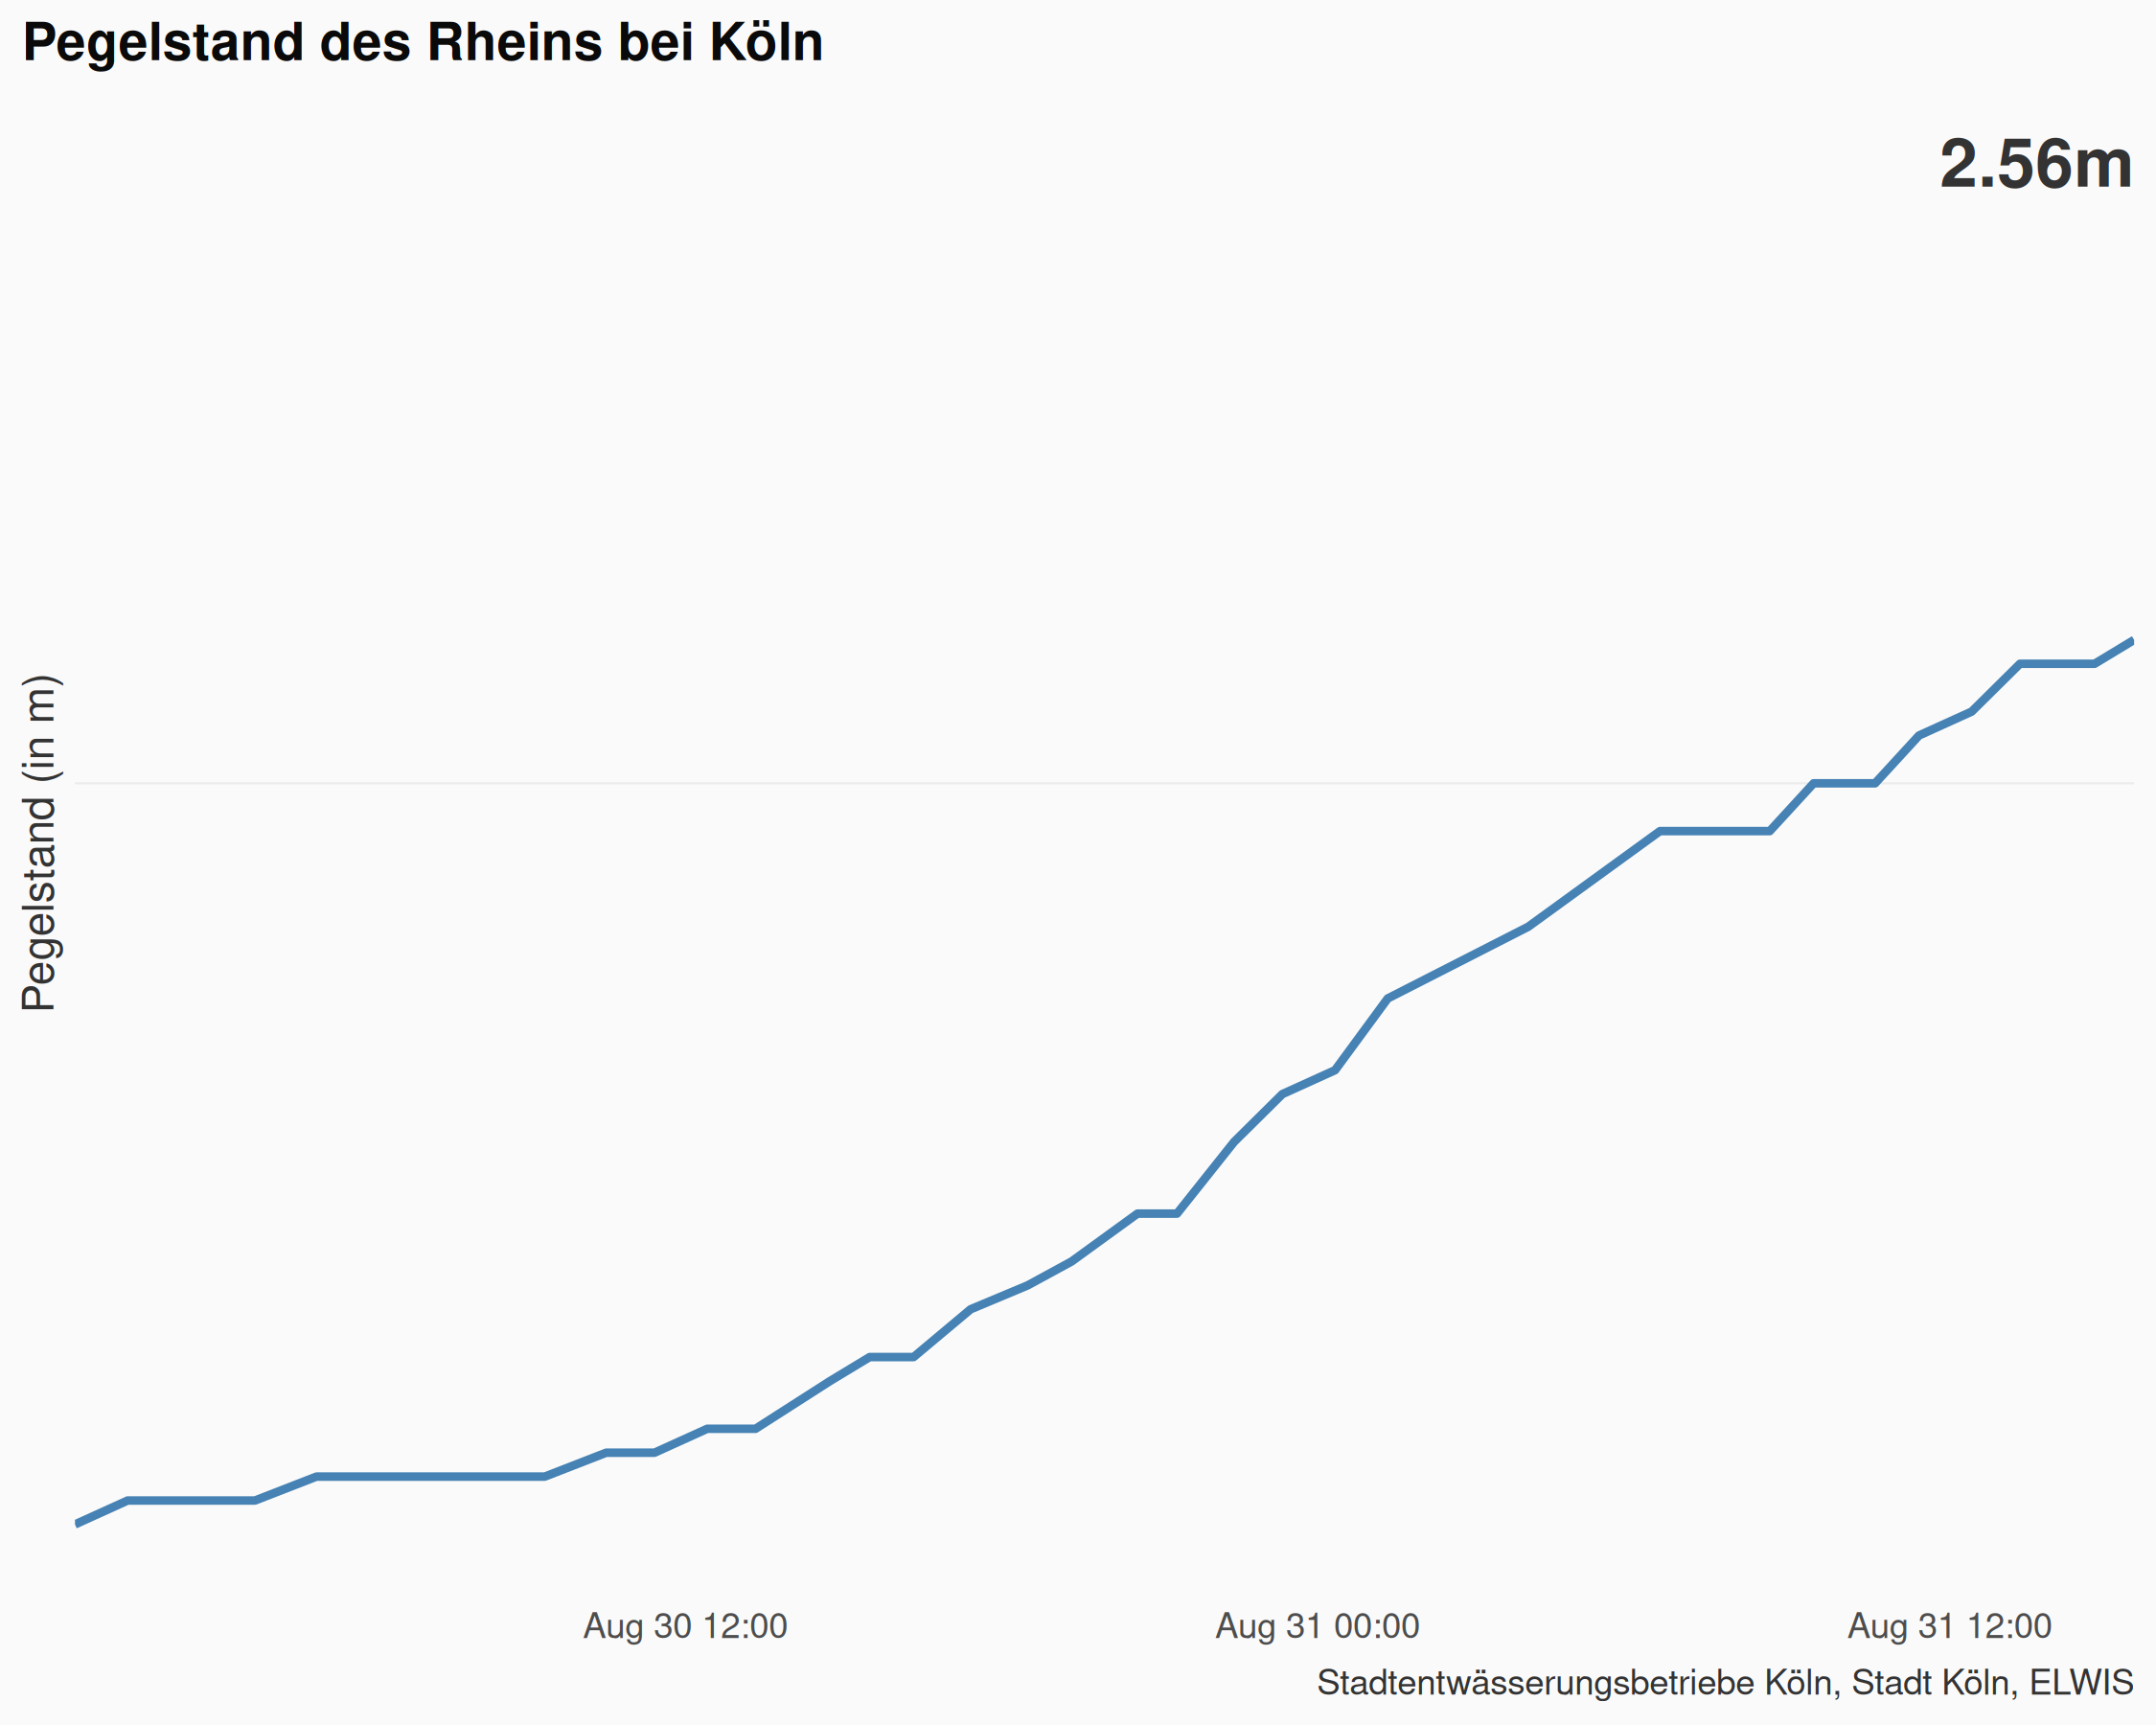 Pegelstand des Rheins bei Köln
2.56m
Pegelstand (in m)
Aug 30 12:00
Aug 31 00:00
Aug 31 12:00
Stadtentwässerungsbetriebe Köln, Stadt Köln, ELWIS